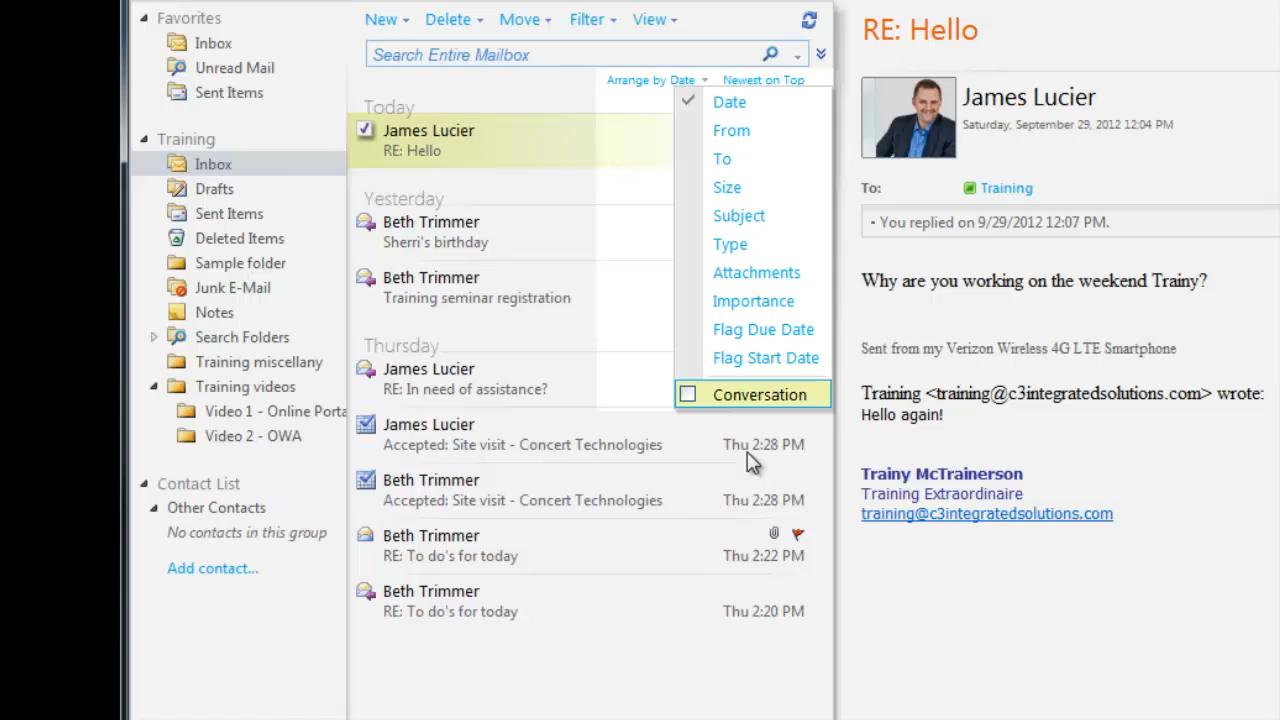 Favorites
Inbox
Unread Mail
Sent Items
Training
Inbox
Drafts
Sent Items
Deleted Items
Sample folder
Junk E-Mail
Notes
Search Folders
Training miscellany
Training videos
Video 1 - Online Porta
Video 2 - OWA
Contact List
Other Contacts
No contacts in this group
Add contact...
New Delete Move Filter View
Search Entire Mailbox
Arrange by Date Newest on Top
Today
James Lucier
RE: Hello
Yesterday
Beth Trimmer
Sherri's birthday
Beth Trimmer
Training seminar registration
Thursday
James Lucier
RE: In need of assistance?
James Lucier
Accepted: Site visit - Concert Technologies Thu 2:28 PM
Beth Trimmer
Accepted: Site visit - Concert Technologies Thu 2:28 PM
Beth Trimmer
RE: To do's for today Thu 2:22 PM
Beth Trimmer
RE: To do's for today Thu 2:20 PM
Date
From
To
Size
Subject
Type
Attachments
Importance
Flag Due Date
Flag Start Date
Conversation
RE: Hello
James Lucier
Saturday, September 29, 2012 12:04 PM
To: Training
- You replied on 9/29/2012 12:07 PM.
Why are you working on the weekend Trainy?
Sent from my Verizon Wireless 4G LTE Smartphone
Training <training@c3integratedsolutions.com> wrote:
Hello again!
Trainy McTrainerson
Training Extraordinaire
training@c3integratedsolutions.com